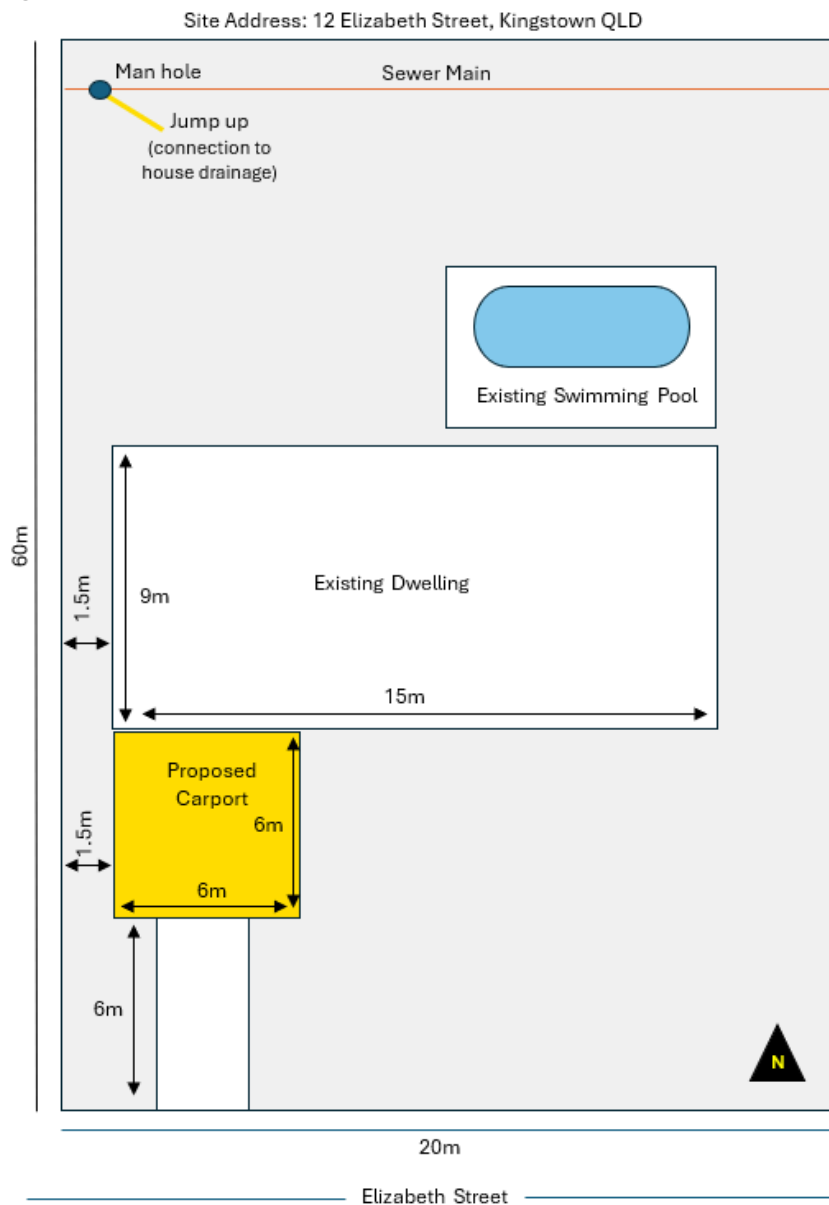 Site Address: 12 Elizabeth Street, Kingstown QLD
Man hole
Sewer Main
Jump up
(connection to
house drainage)
Existing Swimming Pool
60m
1.5m
9m
Existing Dwelling
15m
Proposed
Carport
1.5m
6m
6m
6m
N
20m
Elizabeth Street